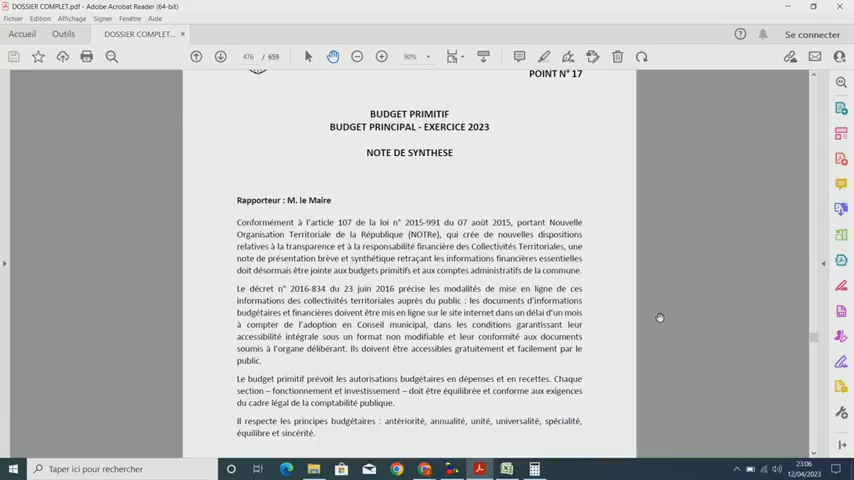 DOSSIER COMPLET.pdf - Adobe Acrobat Reader (64-bit)
Fichier Edition Affichage Signer Fenêtre Aide
Accueil Outils DOSSIER COMPLET.... × Se connecter
476 / 659 90%
POINT N° 17
BUDGET PRIMITIF
BUDGET PRINCIPAL - EXERCICE 2023
NOTE DE SYNTHESE
Rapporteur : M. le Maire
Conformément à l'article 107 de la loi n° 2015-991 du 07 août 2015, portant Nouvelle
Organisation Territoriale de la République (NOTRe), qui crée de nouvelles dispositions
relatives à la transparence et à la responsabilité financière des Collectivités Territoriales, une
note de présentation brève et synthétique retraçant les informations financières essentielles
doit désormais être jointe aux budgets primitifs et aux comptes administratifs de la commune.
Le décret n° 2016-834 du 23 juin 2016 précise les modalités de mise en ligne de ces
informations des collectivités territoriales auprès du public : les documents d'informations
budgétaires et financières doivent être mis en ligne sur le site internet dans un délai d'un mois
à compter de l'adoption en Conseil municipal, dans les conditions garantissant leur
accessibilité intégrale sous un format non modifiable et leur conformité aux documents
soumis à l'organe délibérant. Ils doivent être accessibles gratuitement et facilement par le
public.
Le budget primitif prévoit les autorisations budgétaires en dépenses et en recettes. Chaque
section – fonctionnement et investissement – doit être équilibrée et conforme aux exigences
du cadre légal de la comptabilité publique.
Il respecte les principes budgétaires : antériorité, annualité, unité, universalité, spécialité,
équilibre et sincérité.
Taper ici pour rechercher
23:06
12/04/2023